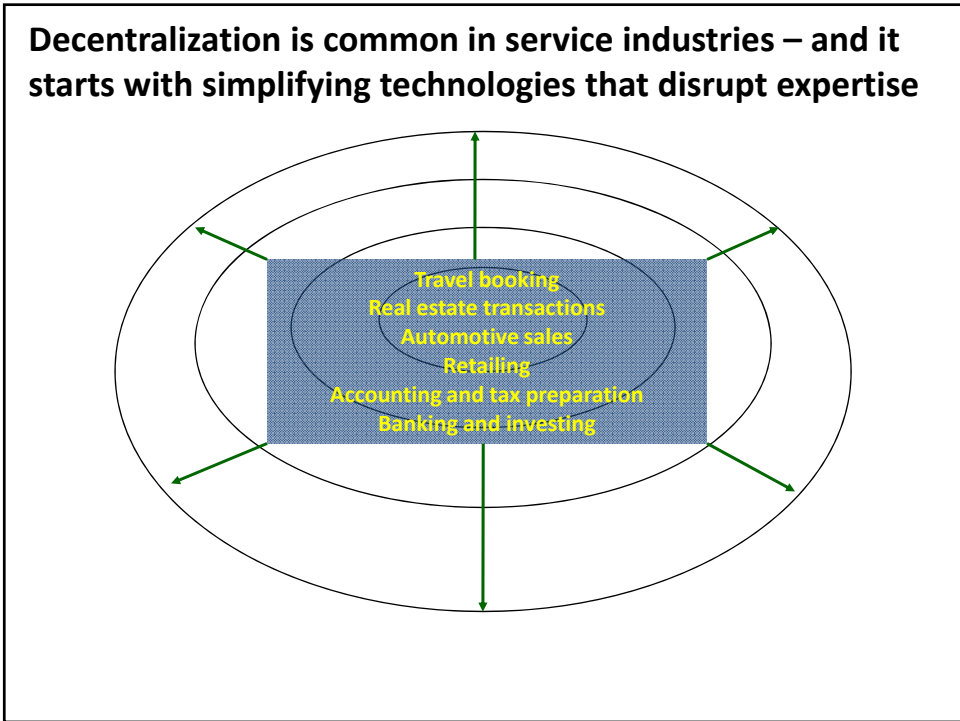 Decentralization is common in service industries – and it
starts with simplifying technologies that disrupt expertise
Travel booking
Real estate transactions
Automotive sales
Retailing
Accounting and tax preparation
Banking and investing